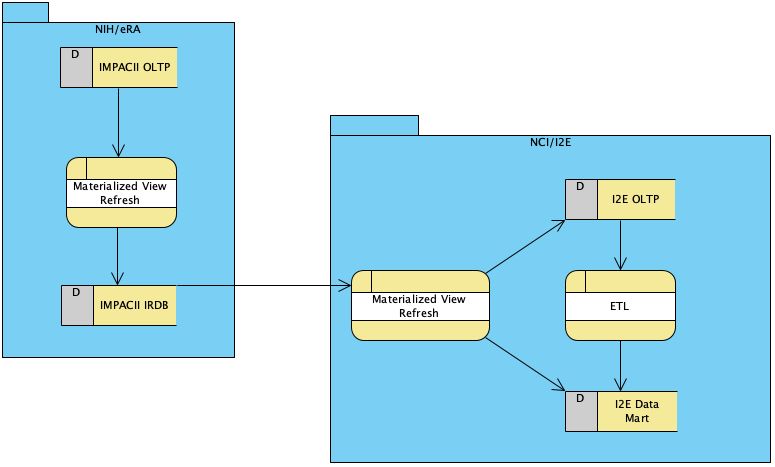 NIH/eRA
D
IMPACII OLTP
Materialized View
Refresh
D
IMPACII IRDB
NCI/I2E
D
I2E OLTP
Materialized View
Refresh
ETL
D
I2E Data
Mart